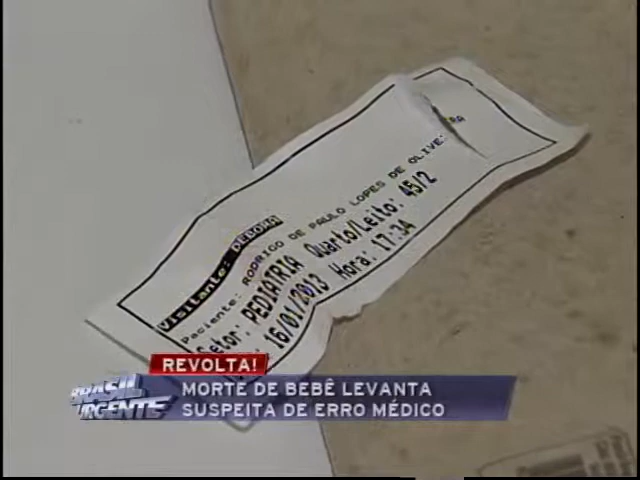 Visitante: DEBORA
Paciente: RODRIGO DE PAULO LOPES DE OLIVEIRA
Setor: PEDIATRIA Quarto/Leito: 45/2
16/01/2013 Hora: 17:34
REVOLTA!
BRASIL URGENTE
MORTE DE BEBÊ LEVANTA
SUSPEITA DE ERRO MÉDICO